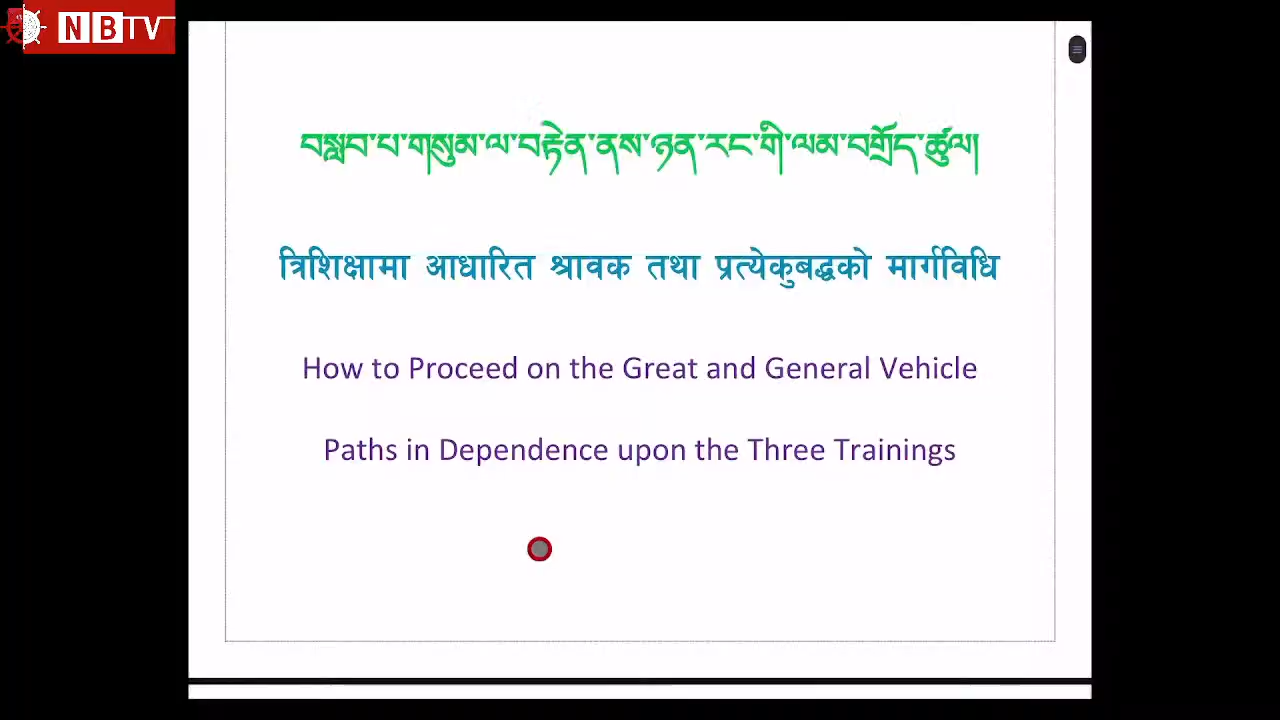 NBTV
བསླབ་པ་གསུམ་ལ་བརྟེན་ནས་ཉན་རང་གི་ལམ་བགྲོད་ཚུལ།
त्रिशिक्षामा आधारित श्रावक तथा प्रत्येकुबद्धको मार्गविधि
How to Proceed on the Great and General Vehicle
Paths in Dependence upon the Three Trainings